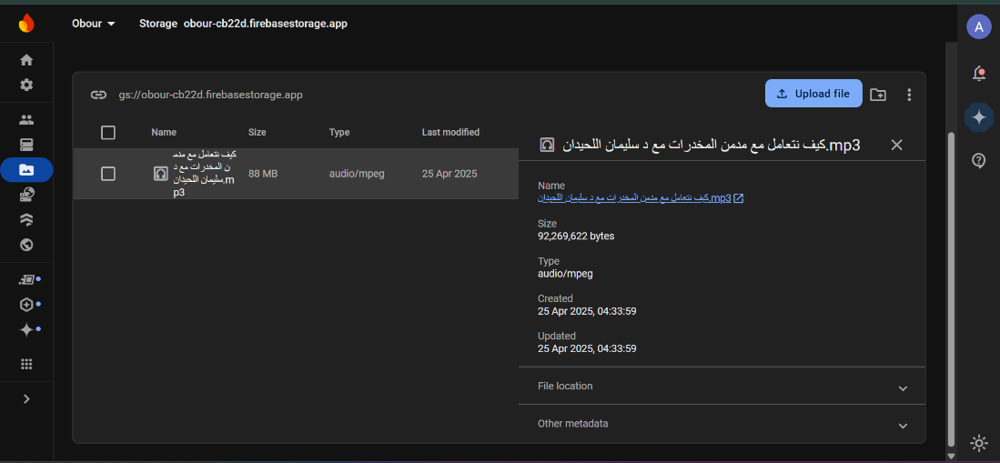 Obour
Storage obour-cb22d.firebasestorage.app
A
gs://obour-cb22d.firebasestorage.app
Upload file
Name Size Type Last modified
كيف نتعامل مع مدم
ن المخدرات مع د
سليمان اللحيدان.m
p3
88 MB audio/mpeg 25 Apr 2025
كيف نتعامل مع مدمن المخدرات مع د سليمان اللحيدان.mp3
Name
كيف نتعامل مع مدمن المخدرات مع د سليمان اللحيدان.mp3
Size
92,269,622 bytes
Type
audio/mpeg
Created
25 Apr 2025, 04:33:59
Updated
25 Apr 2025, 04:33:59
File location
Other metadata